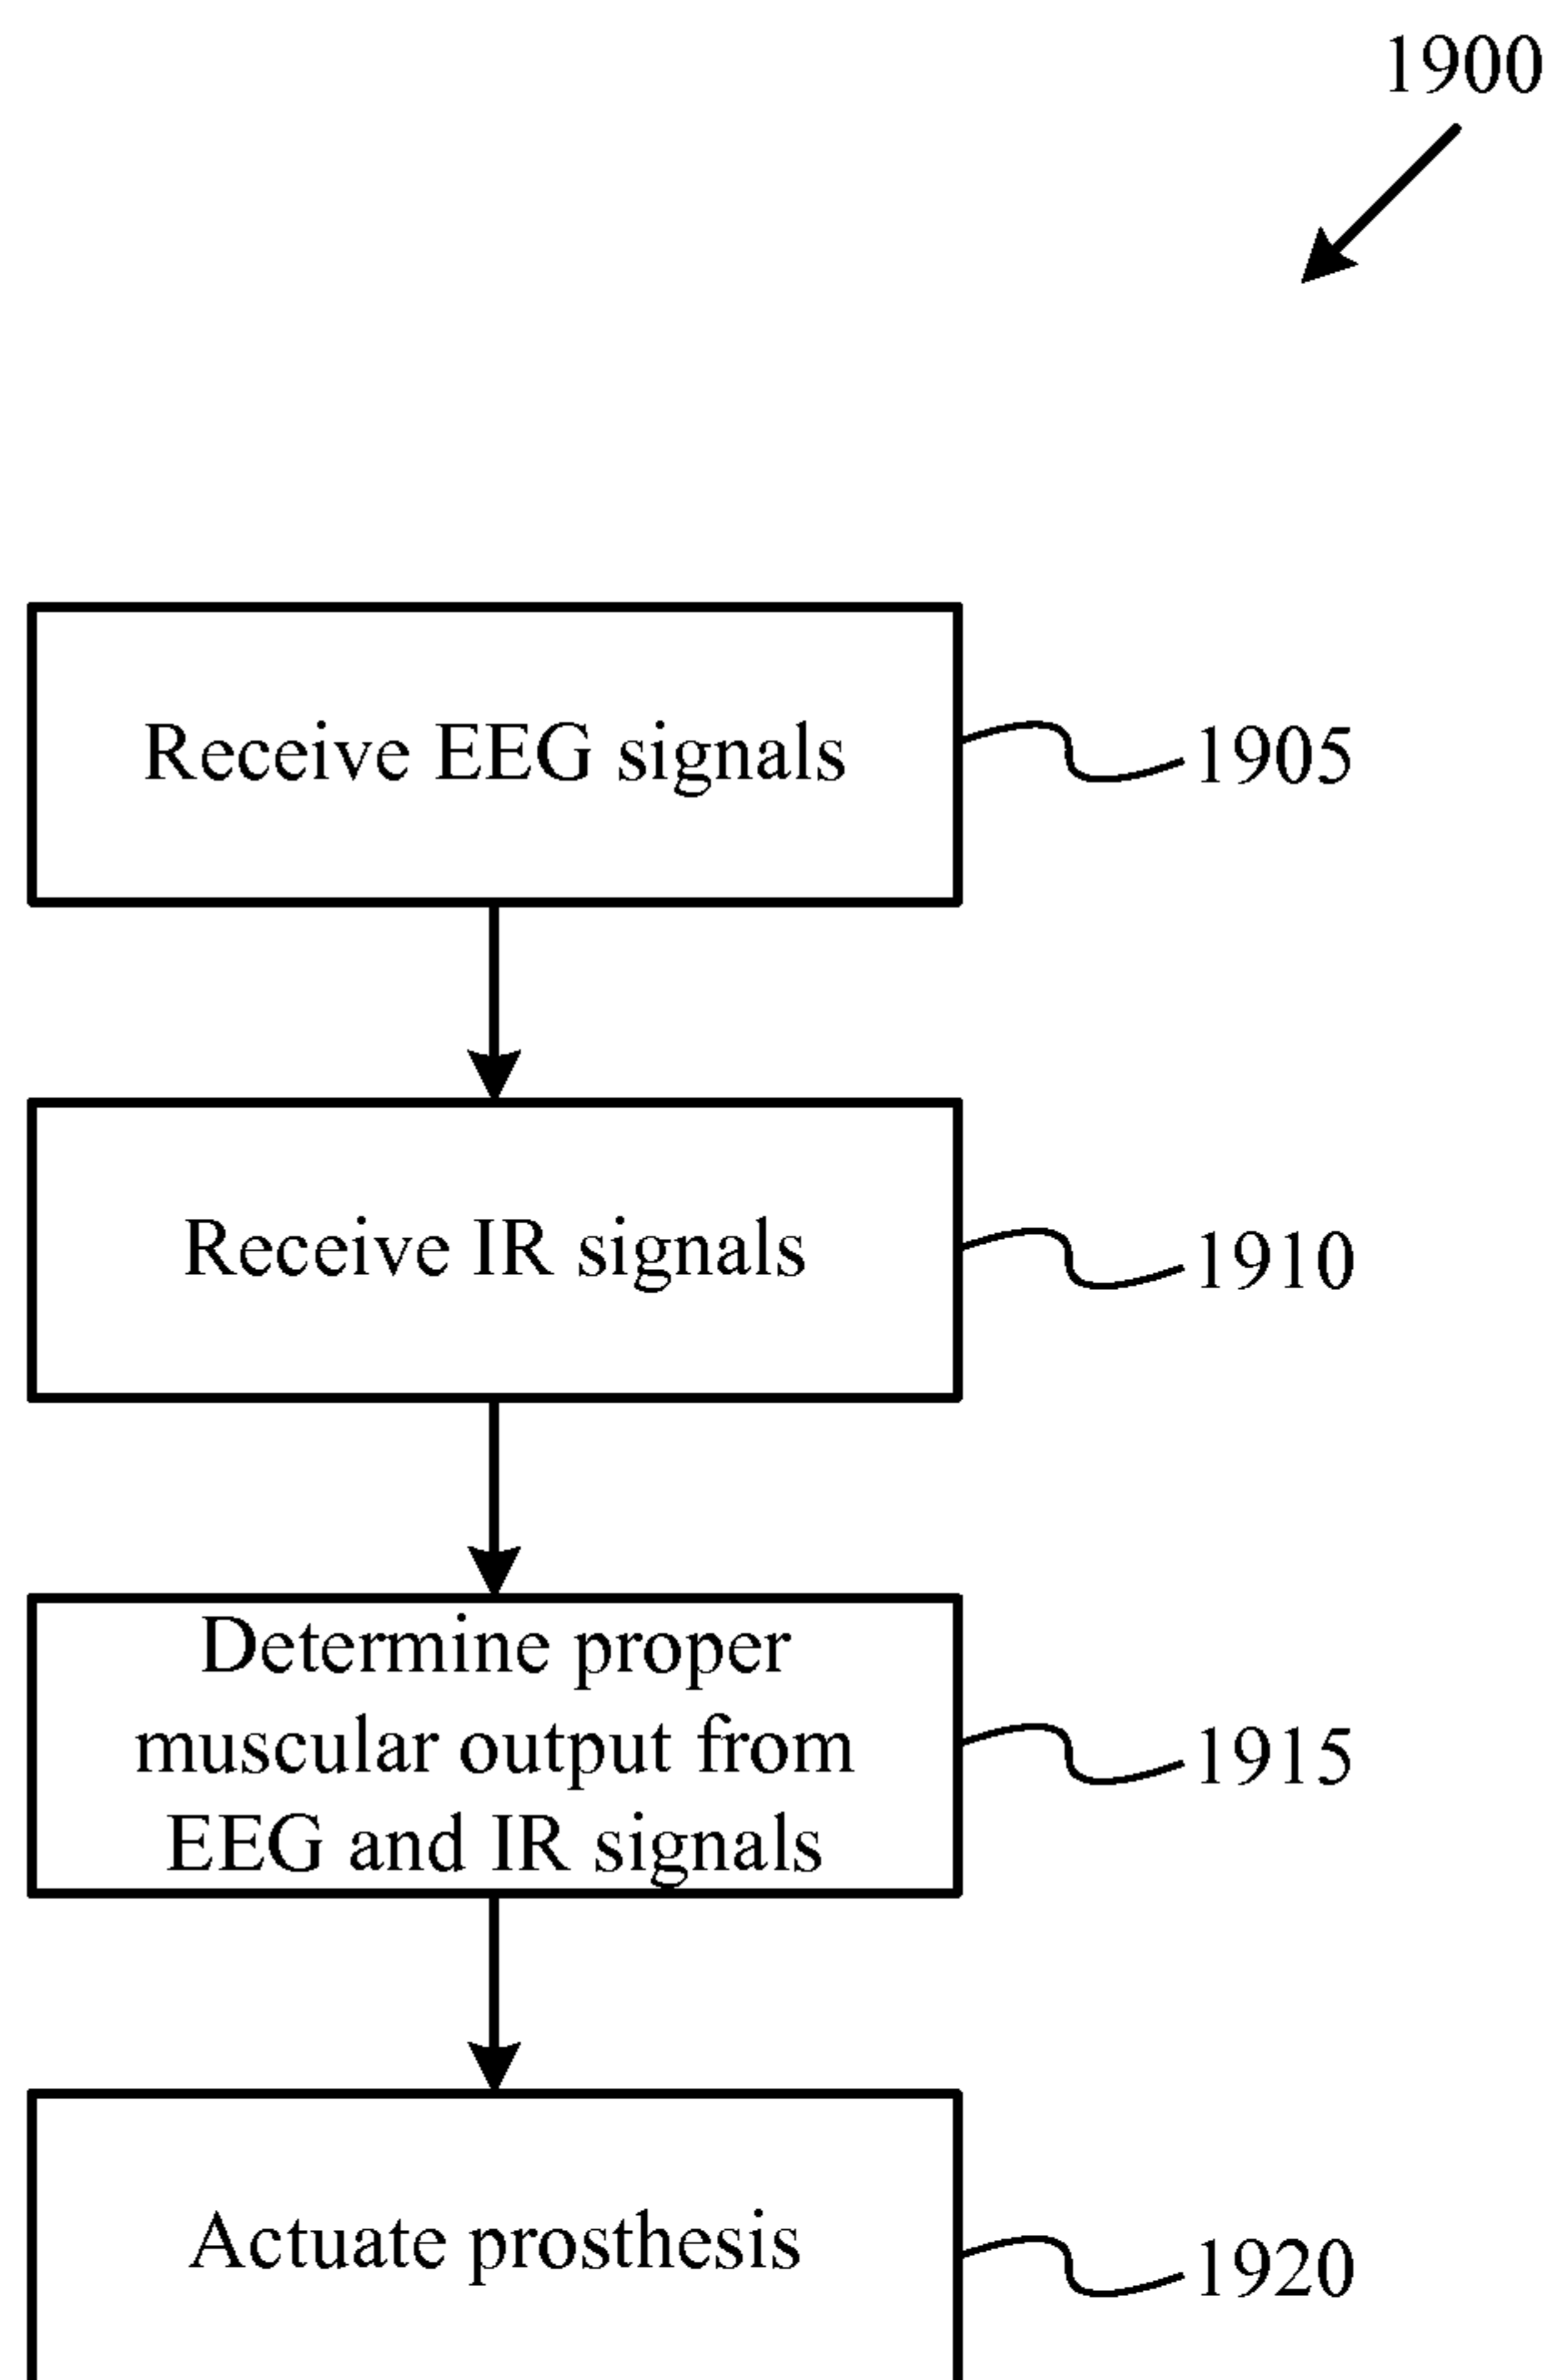 1900
Receive EEG signals
1905
Receive IR signals
1910
Determine proper
muscular output from
EEG and IR signals
1915
Actuate prosthesis
1920